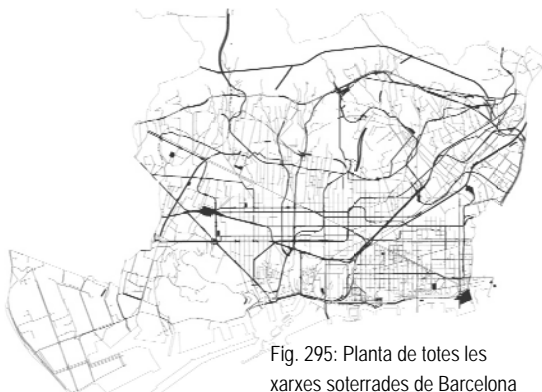 Fig. 295: Planta de totes les
xarxes soterrades de Barcelona